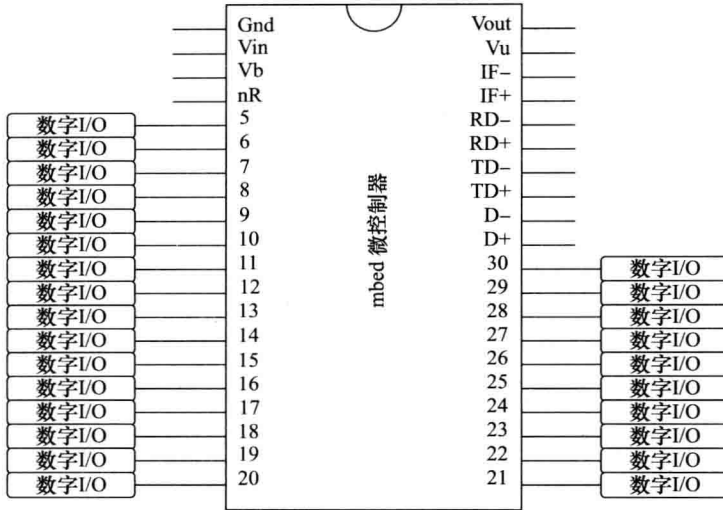 Gnd Vout
Vin Vu
Vb IF−
nR IF+
数字I/O 5 RD−
数字I/O 6 RD+
数字I/O 7 TD−
数字I/O 8 TD+
数字I/O 9 D−
数字I/O 10 D+
数字I/O 11 30 数字I/O
数字I/O 12 29 数字I/O
数字I/O 13 28 数字I/O
数字I/O 14 27 数字I/O
数字I/O 15 26 数字I/O
数字I/O 16 25 数字I/O
数字I/O 17 24 数字I/O
数字I/O 18 23 数字I/O
数字I/O 19 22 数字I/O
数字I/O 20 21 数字I/O
mbed 微控制器